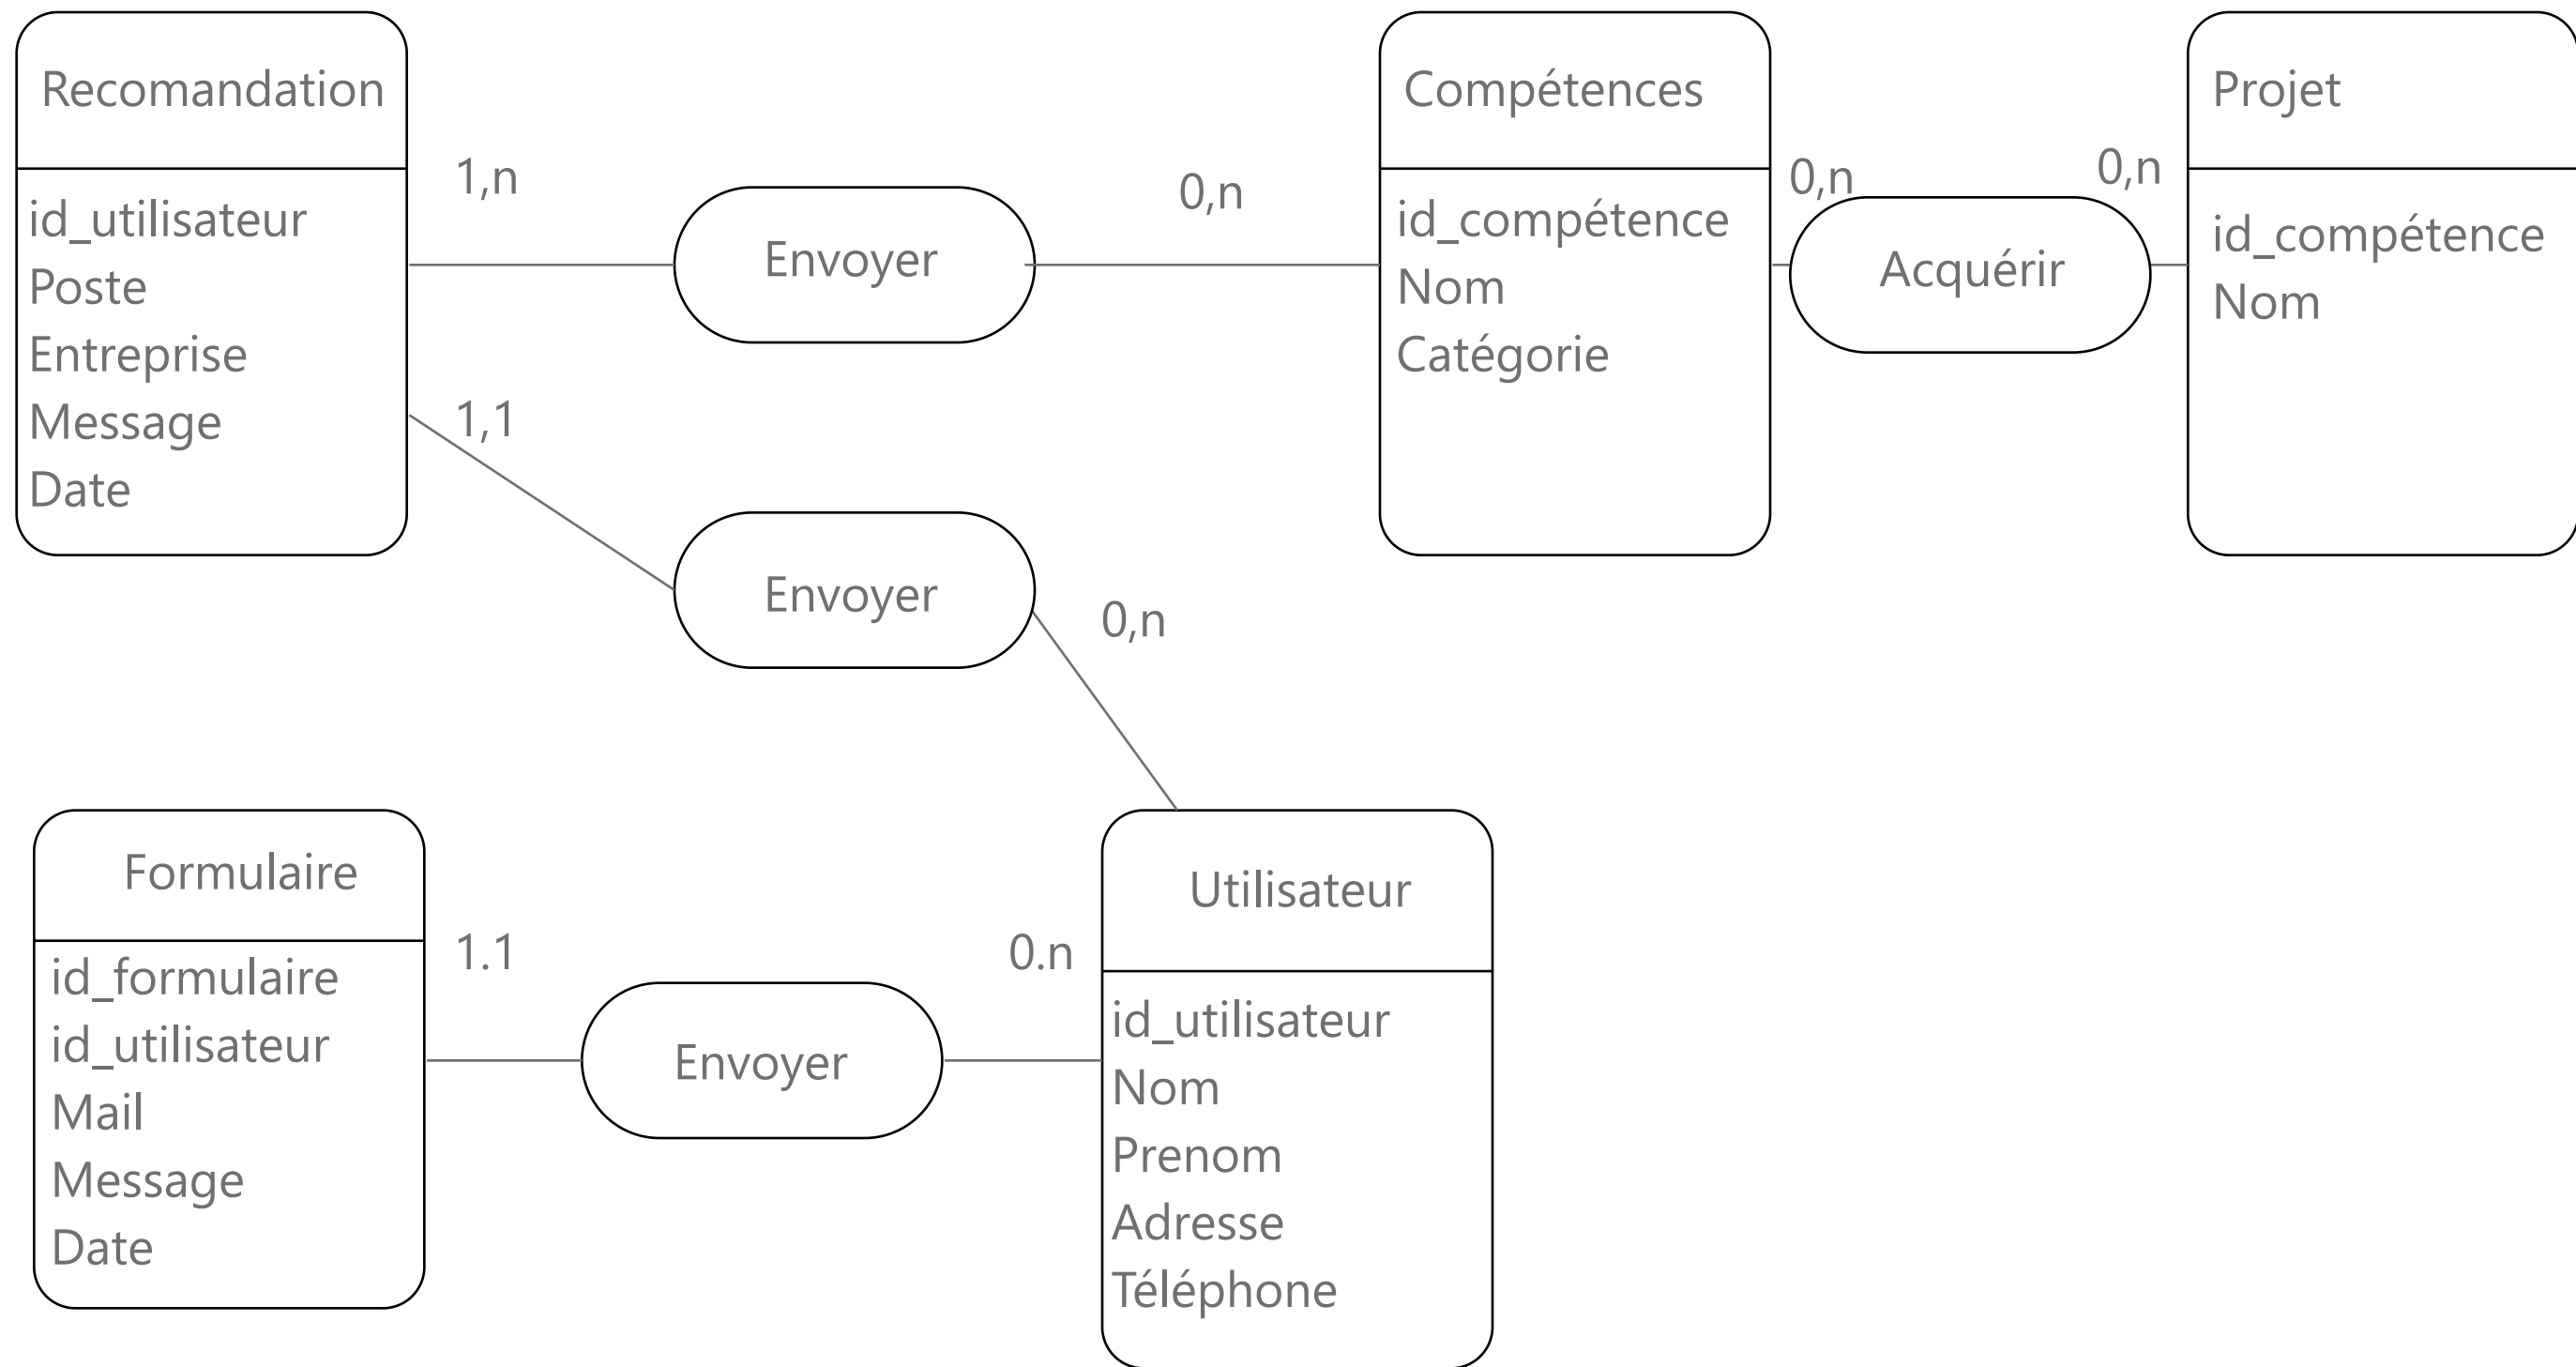 Recomandation
id_utilisateur
Poste
Entreprise
Message
Date
1,n
Envoyer
0,n
Compétences
id_compétence
Nom
Catégorie
0,n
Acquérir
0,n
Projet
id_compétence
Nom
1,1
Envoyer
0,n
Formulaire
id_formulaire
id_utilisateur
Mail
Message
Date
1.1
Envoyer
0.n
Utilisateur
id_utilisateur
Nom
Prenom
Adresse
Téléphone